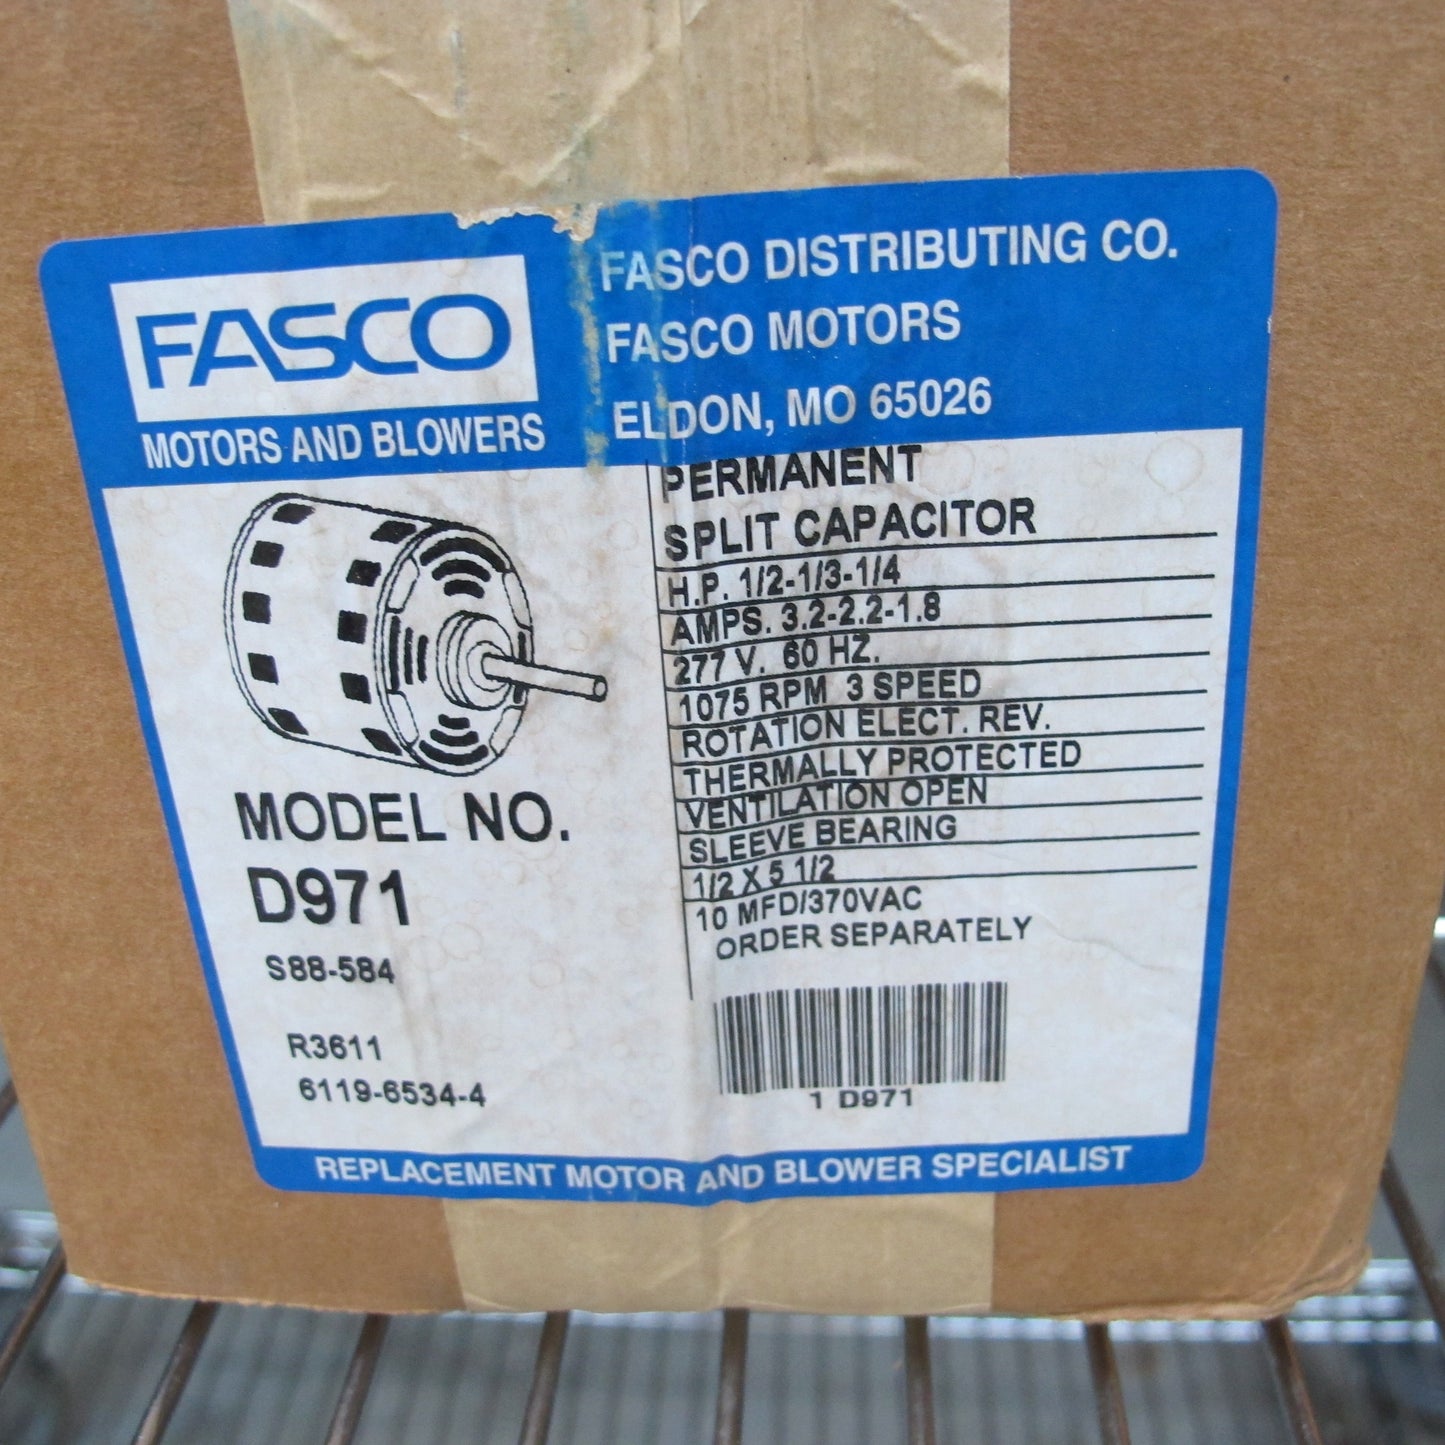 FASCO
MOTORS AND BLOWERS
FASCO DISTRIBUTING CO.
FASCO MOTORS
ELDON, MO 65026
PERMANENT
SPLIT CAPACITOR
H.P. 1/2-1/3-1/4
AMPS. 3.2-2.2-1.8
277 V. 60 HZ.
1075 RPM 3 SPEED
ROTATION ELECT. REV.
THERMALLY PROTECTED
VENTILATION OPEN
SLEEVE BEARING
1/2 X 5 1/2
10 MFD/370VAC
ORDER SEPARATELY
MODEL NO.
D971
S88-584
R3611
6119-6534-4
1 D971
REPLACEMENT MOTOR AND BLOWER SPECIALIST